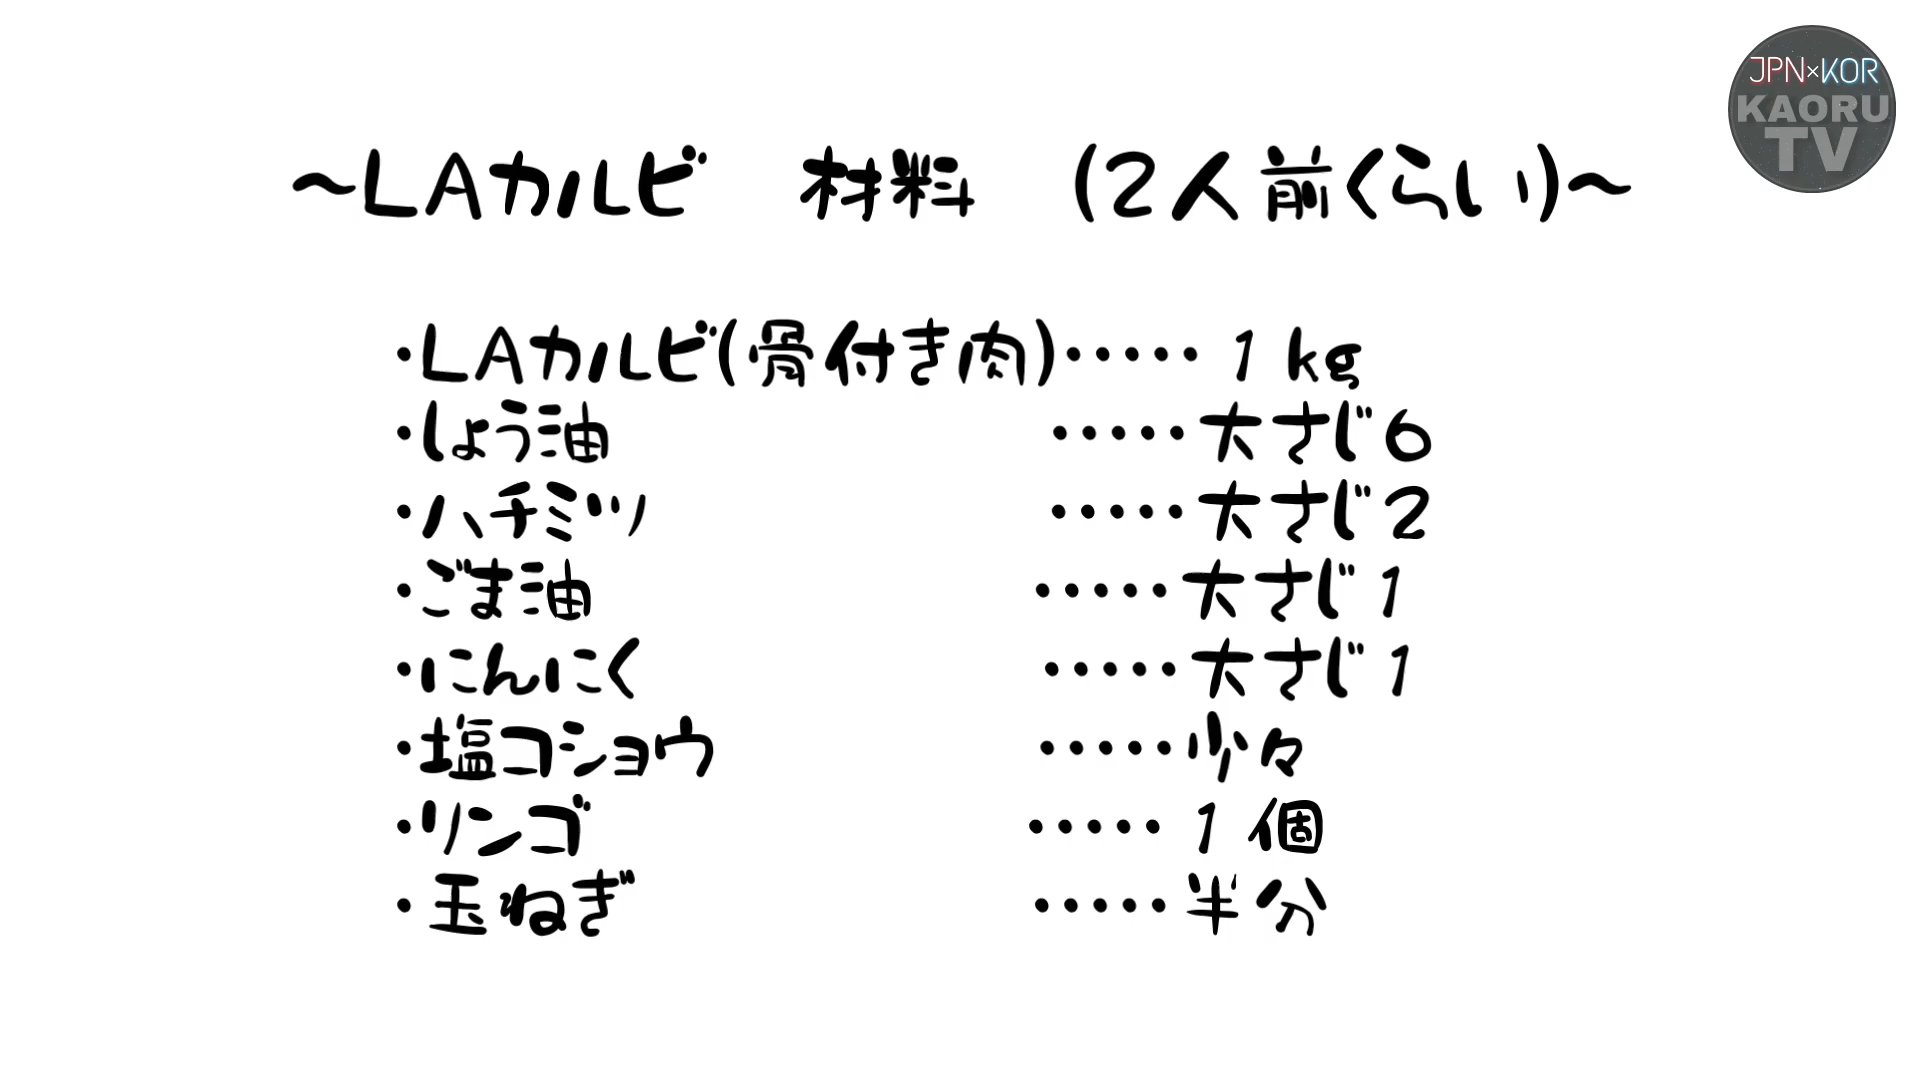 JPN×KOR
KAORU
TV
～LAカルビ　材料　(2人前くらい)～
・LAカルビ(骨付き肉)・・・・・1kg
・しょう油　・・・・・大さじ6
・ハチミツ　・・・・・大さじ2
・ごま油　・・・・・大さじ1
・にんにく　・・・・・大さじ1
・塩コショウ　・・・・・少々
・リンゴ　・・・・・1個
・玉ねぎ　・・・・・半分